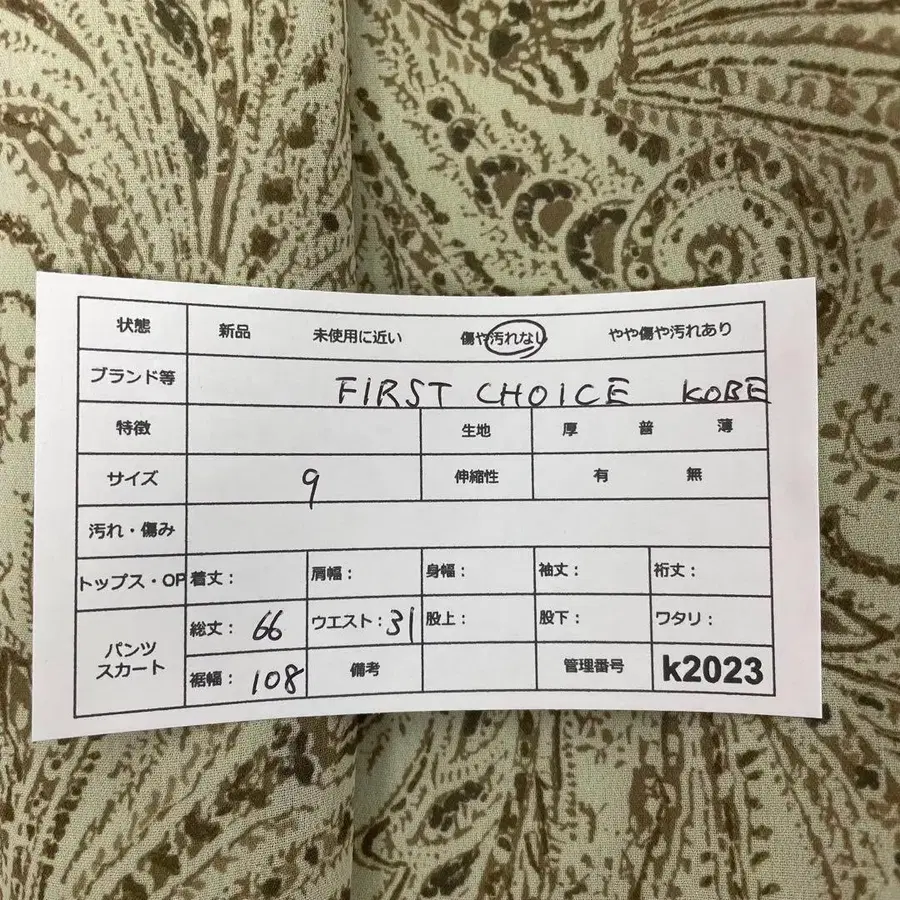 状態 新品 未使用に近い 傷や汚れなし やや傷や汚れあり
ブランド等 FIRST CHOICE KOBE
特徴 生地 厚 普 薄
サイズ 9 伸縮性 有 無
汚れ・傷み
トップス・OP 着丈： 肩幅： 身幅： 袖丈： 裄丈：
パンツ スカート 総丈： 66 ウエスト： 31 股上： 股下： ワタリ：
裾幅： 108 備考 管理番号 k2023